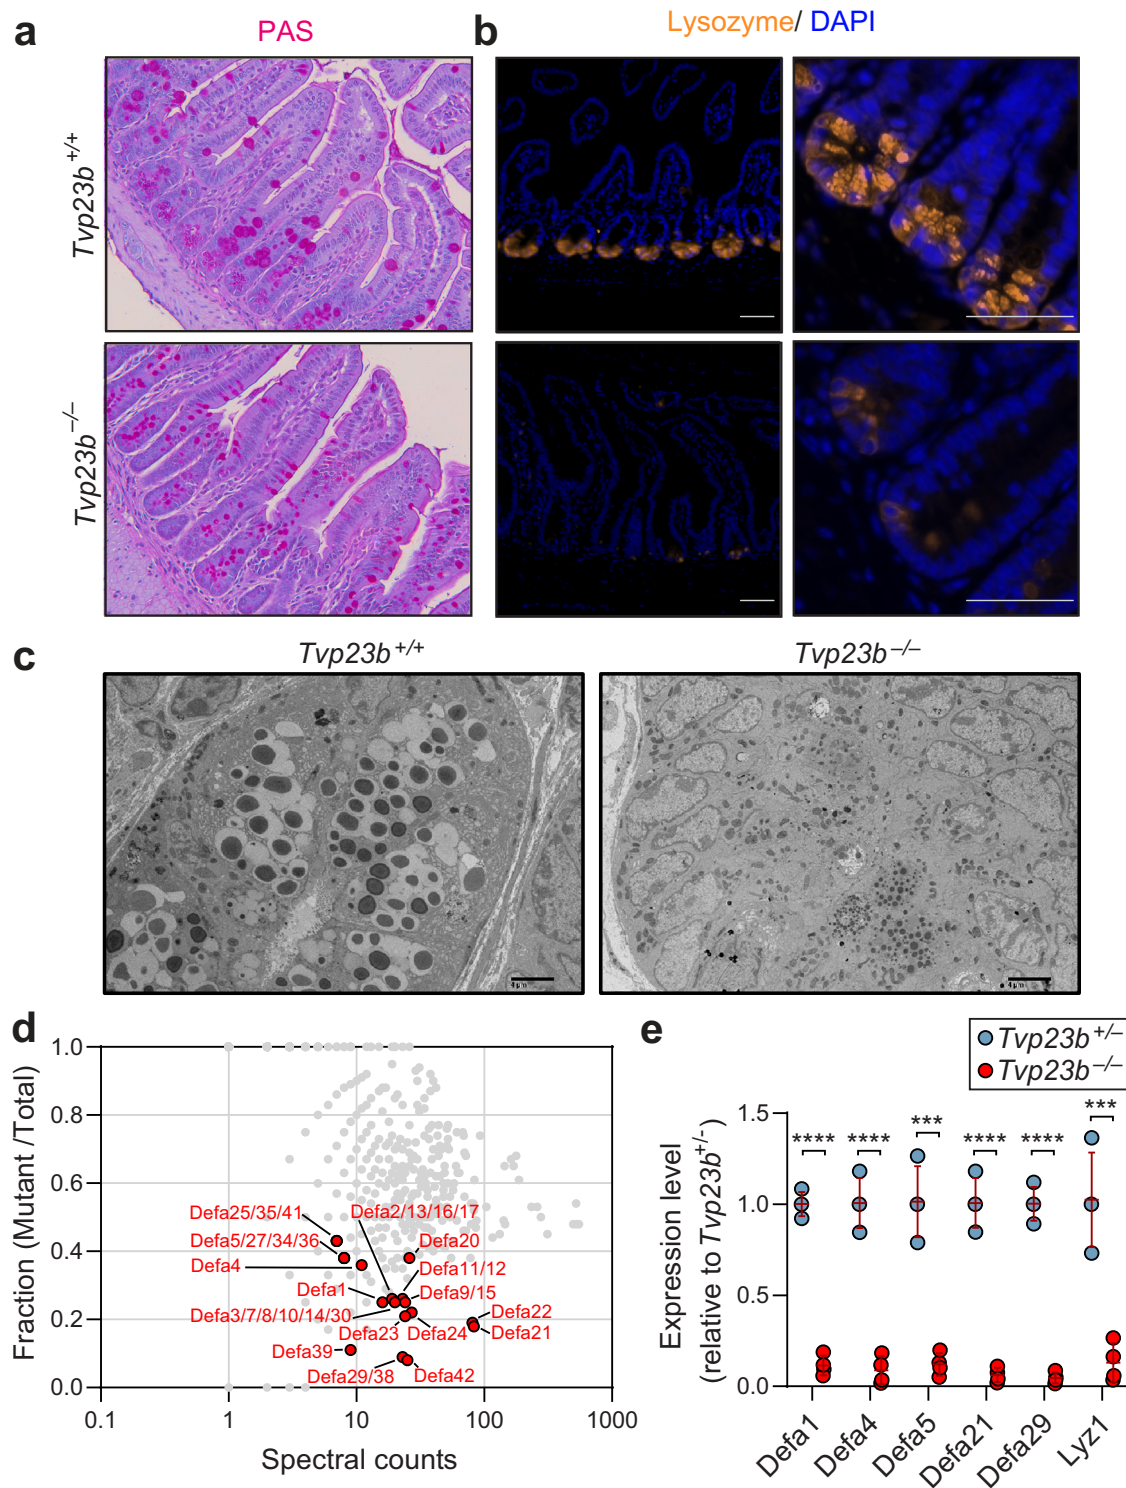 a
PAS
b
Lysozyme/ DAPI
Tvp23b+/+
Tvp23b–/–
c
Tvp23b+/+
Tvp23b–/–
4 µm
4 µm
d
Fraction (Mutant /Total)
1.0
0.8
0.6
0.4
0.2
0.0
0.1
1
10
100
1000
Spectral counts
Defa25/35/41
Defa2/13/16/17
Defa5/27/34/36
Defa20
Defa4
Defa11/12
Defa1
Defa9/15
Defa3/7/8/10/14/30
Defa22
Defa23
Defa24
Defa21
Defa39
Defa29/38
Defa42
e
Tvp23b+/-
Tvp23b–/–
Expression level
(relative to Tvp23b+/-)
1.5
1.0
0.5
0.0
****
****
***
****
****
***
Defa1
Defa4
Defa5
Defa21
Defa29
Lyz1